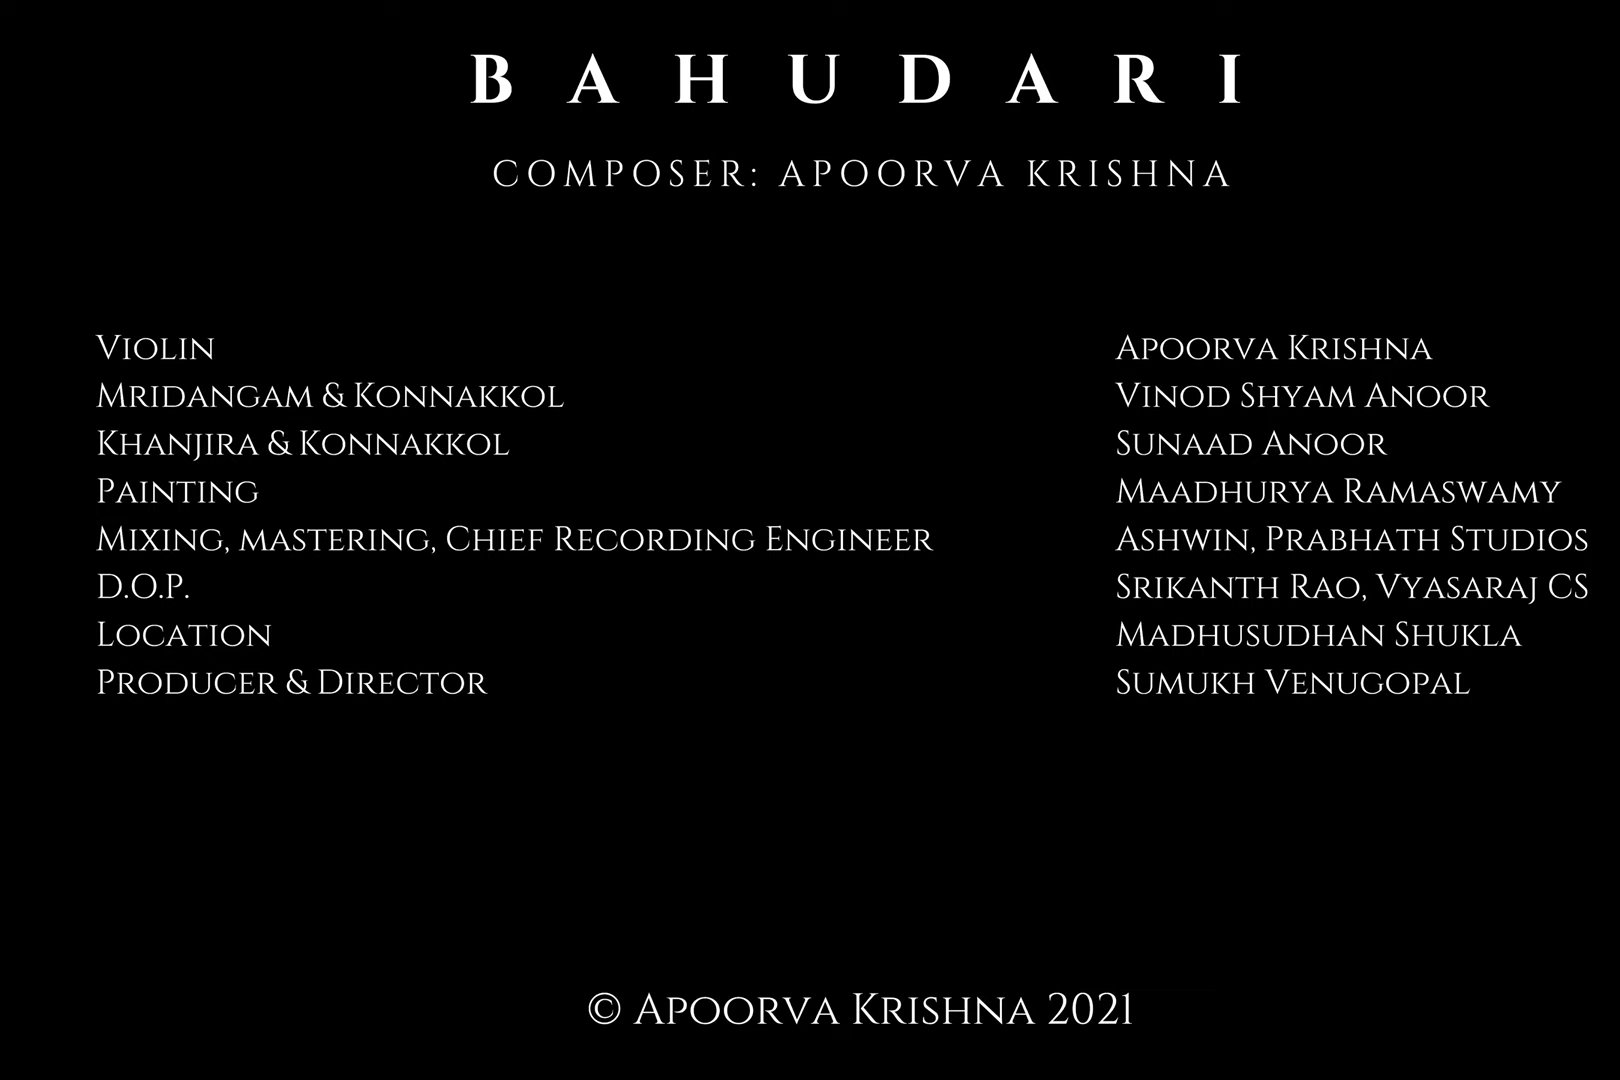 BAHUDARI
COMPOSER: APOORVA KRISHNA
Violin Apoorva Krishna
Mridangam & Konnakkol Vinod Shyam Anoor
Khanjira & Konnakkol Sunaad Anoor
Painting Maadhurya Ramaswamy
Mixing, mastering, Chief Recording Engineer Ashwin, Prabhath Studios
D.O.P. Srikanth Rao, Vyasaraj CS
Location Madhusudhan Shukla
Producer & Director Sumukh Venugopal
© Apoorva Krishna 2021